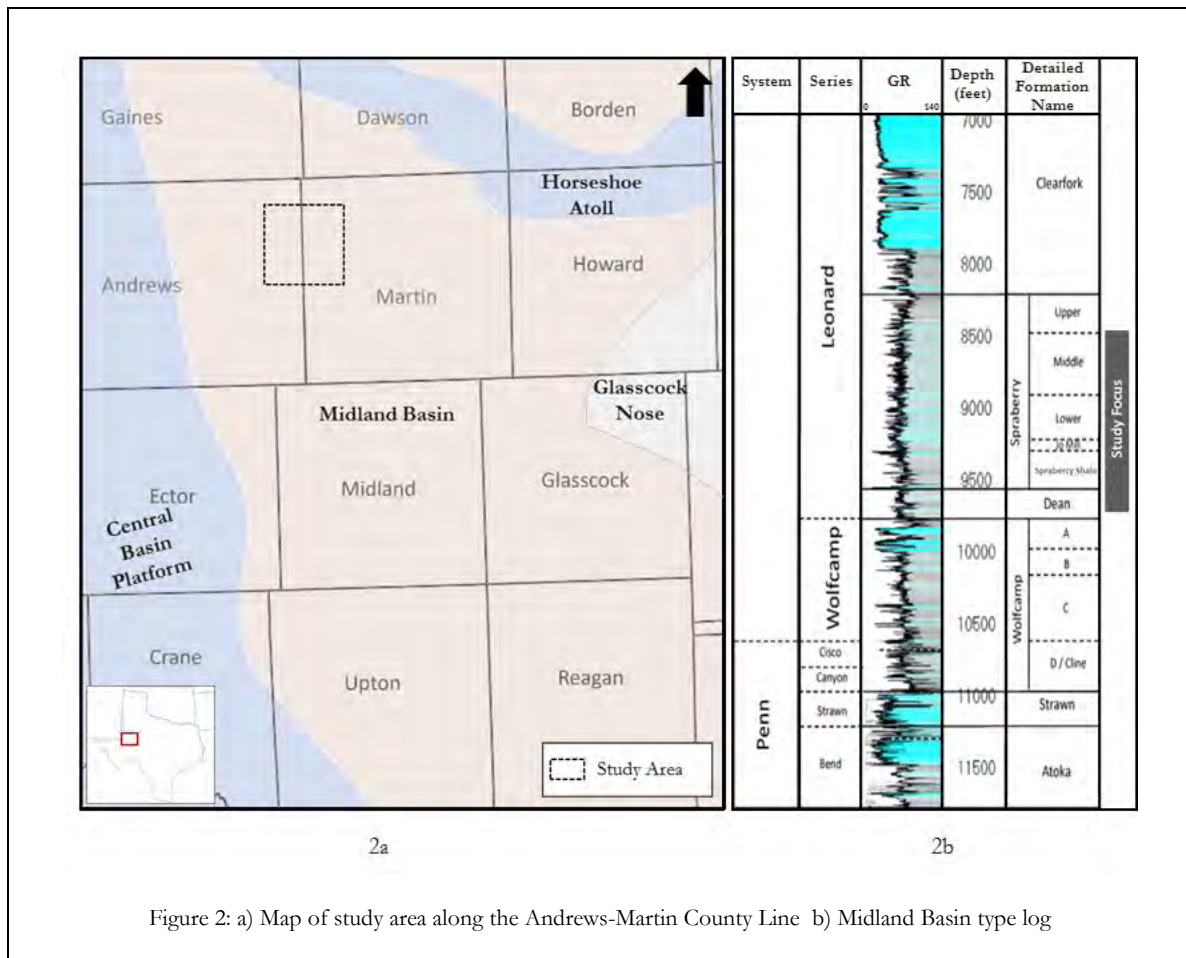 Gaines
Dawson
Borden
Horseshoe
Atoll
Andrews
Martin
Howard
Glasscock
Nose
Midland Basin
Ector
Midland
Glasscock
Central
Basin
Platform
Crane
Upton
Reagan
Study Area
2a
System
Series
GR
Depth
(feet)
Detailed
Formation
Name
0
140
7000
7500
8000
8500
9000
9500
10000
10500
11000
11500
Penn
Leonard
Wolfcamp
Cisco
Canyon
Strawn
Bend
Clearfork
Spraberry
Upper
Middle
Lower
Jo Mill
Spraberry Shale
Dean
Wolfcamp
A
B
C
D / Cline
Strawn
Atoka
Study Focus
2b
Figure 2: a) Map of study area along the Andrews-Martin County Line b) Midland Basin type log